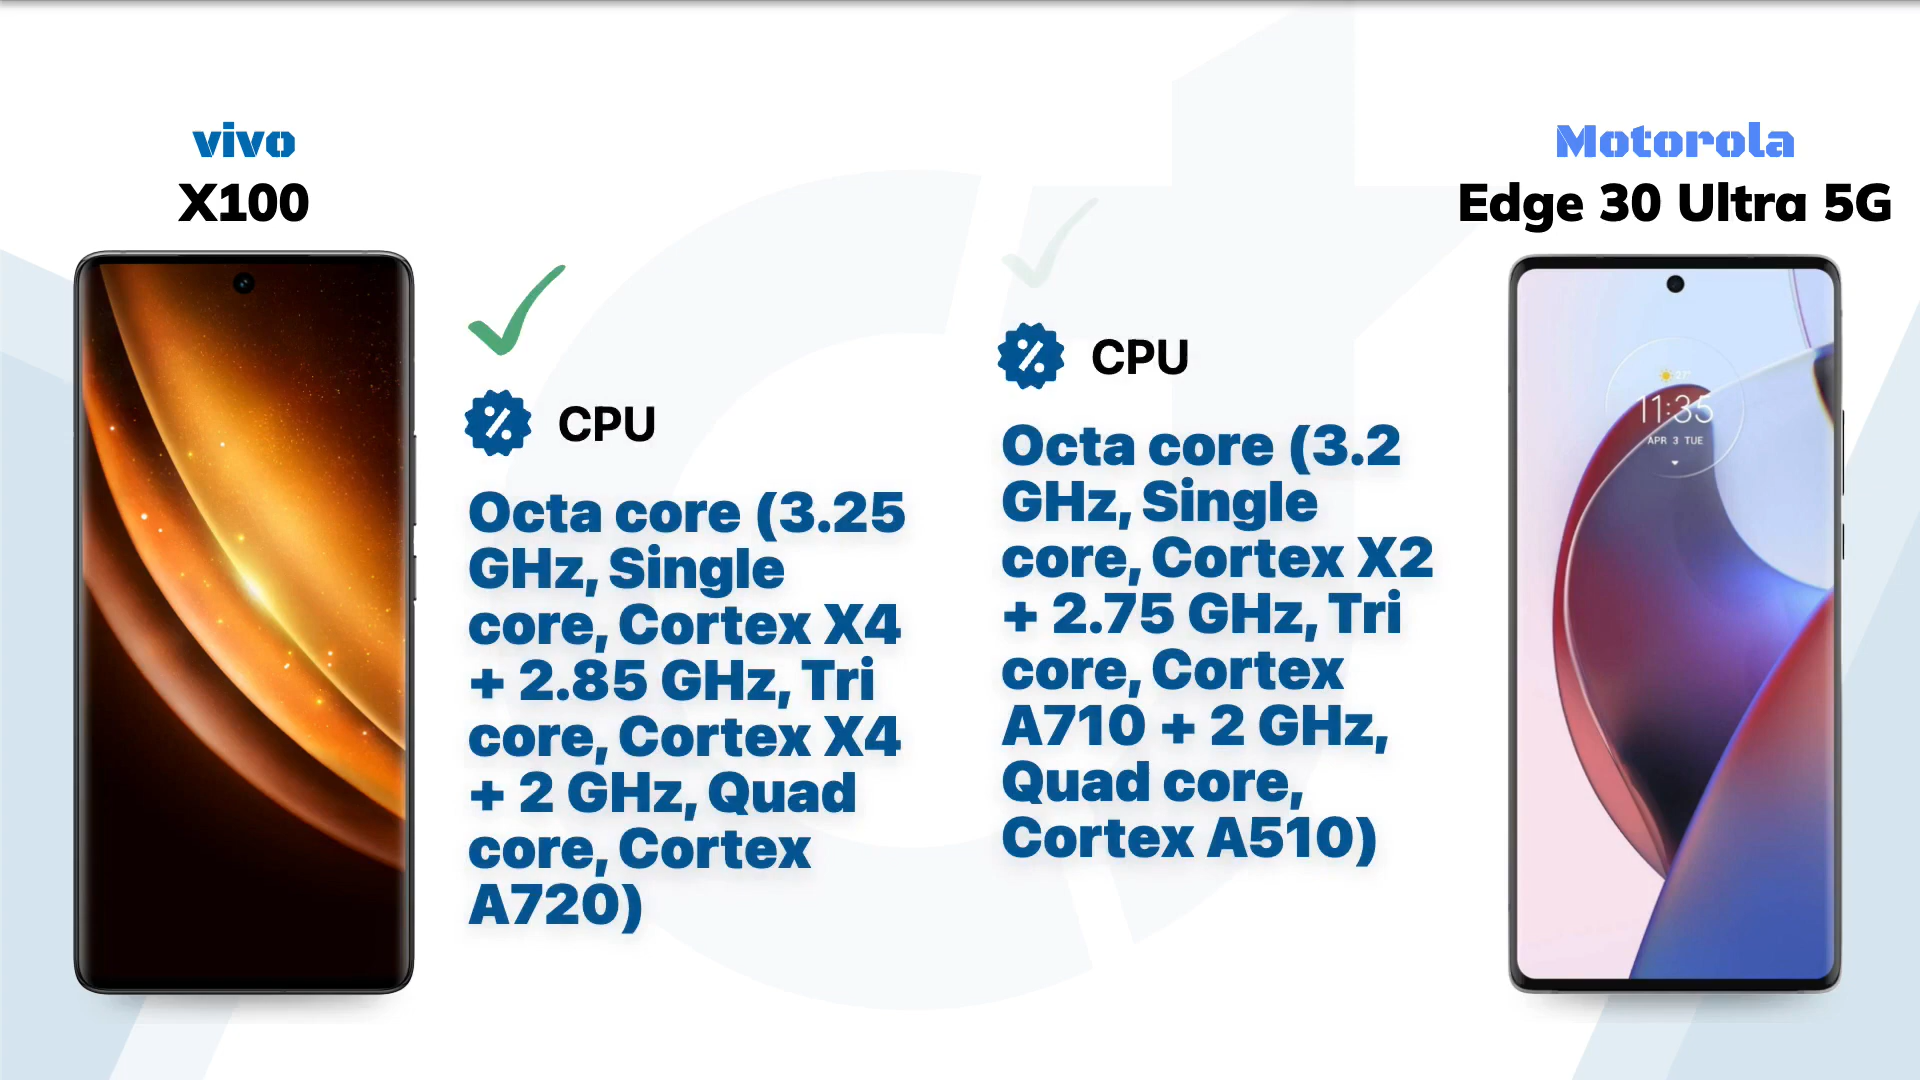 vivo
X100
CPU
Octa core (3.25
GHz, Single
core, Cortex X4
+ 2.85 GHz, Tri
core, Cortex X4
+ 2 GHz, Quad
core, Cortex
A720)
CPU
Octa core (3.2
GHz, Single
core, Cortex X2
+ 2.75 GHz, Tri
core, Cortex
A710 + 2 GHz,
Quad core,
Cortex A510)
Motorola
Edge 30 Ultra 5G
27°
11:35
APR 3 TUE